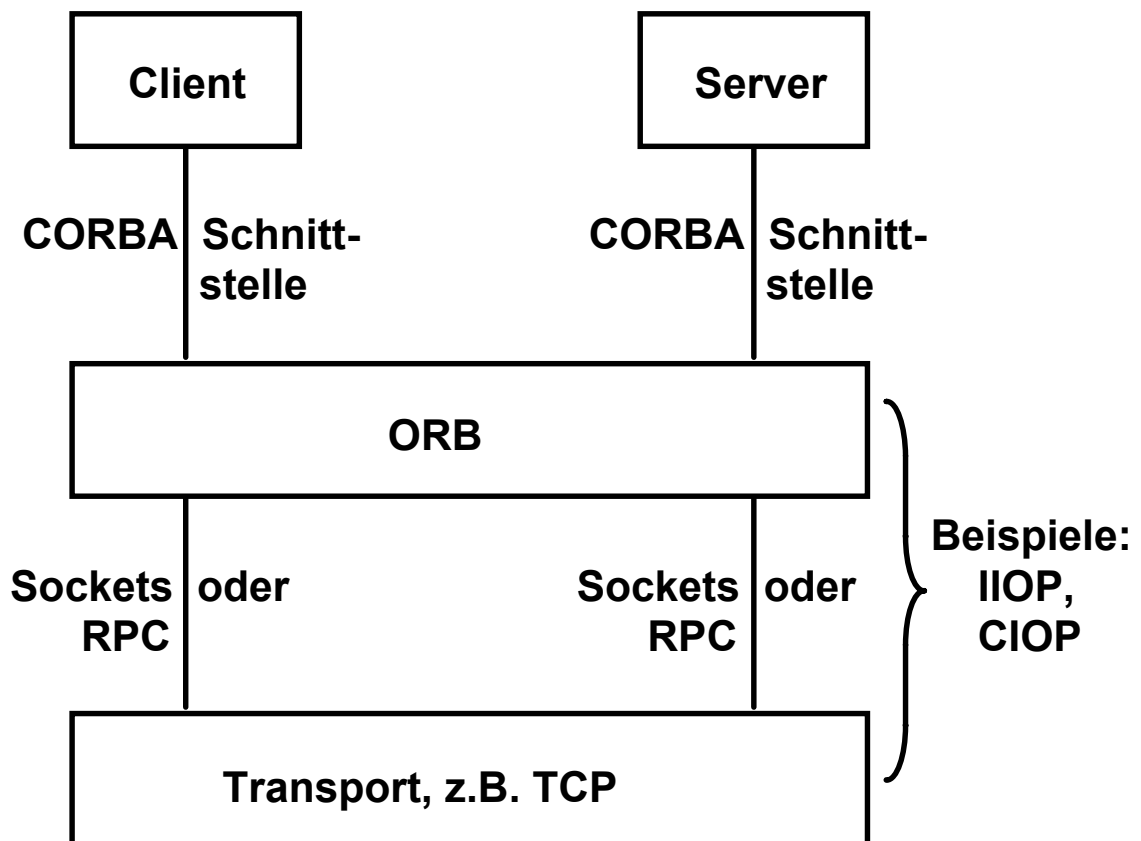 Client
Server
CORBA Schnitt-
stelle
CORBA Schnitt-
stelle
ORB
Sockets oder
RPC
Sockets oder
RPC
Beispiele:
IIOP,
CIOP
Transport, z.B. TCP